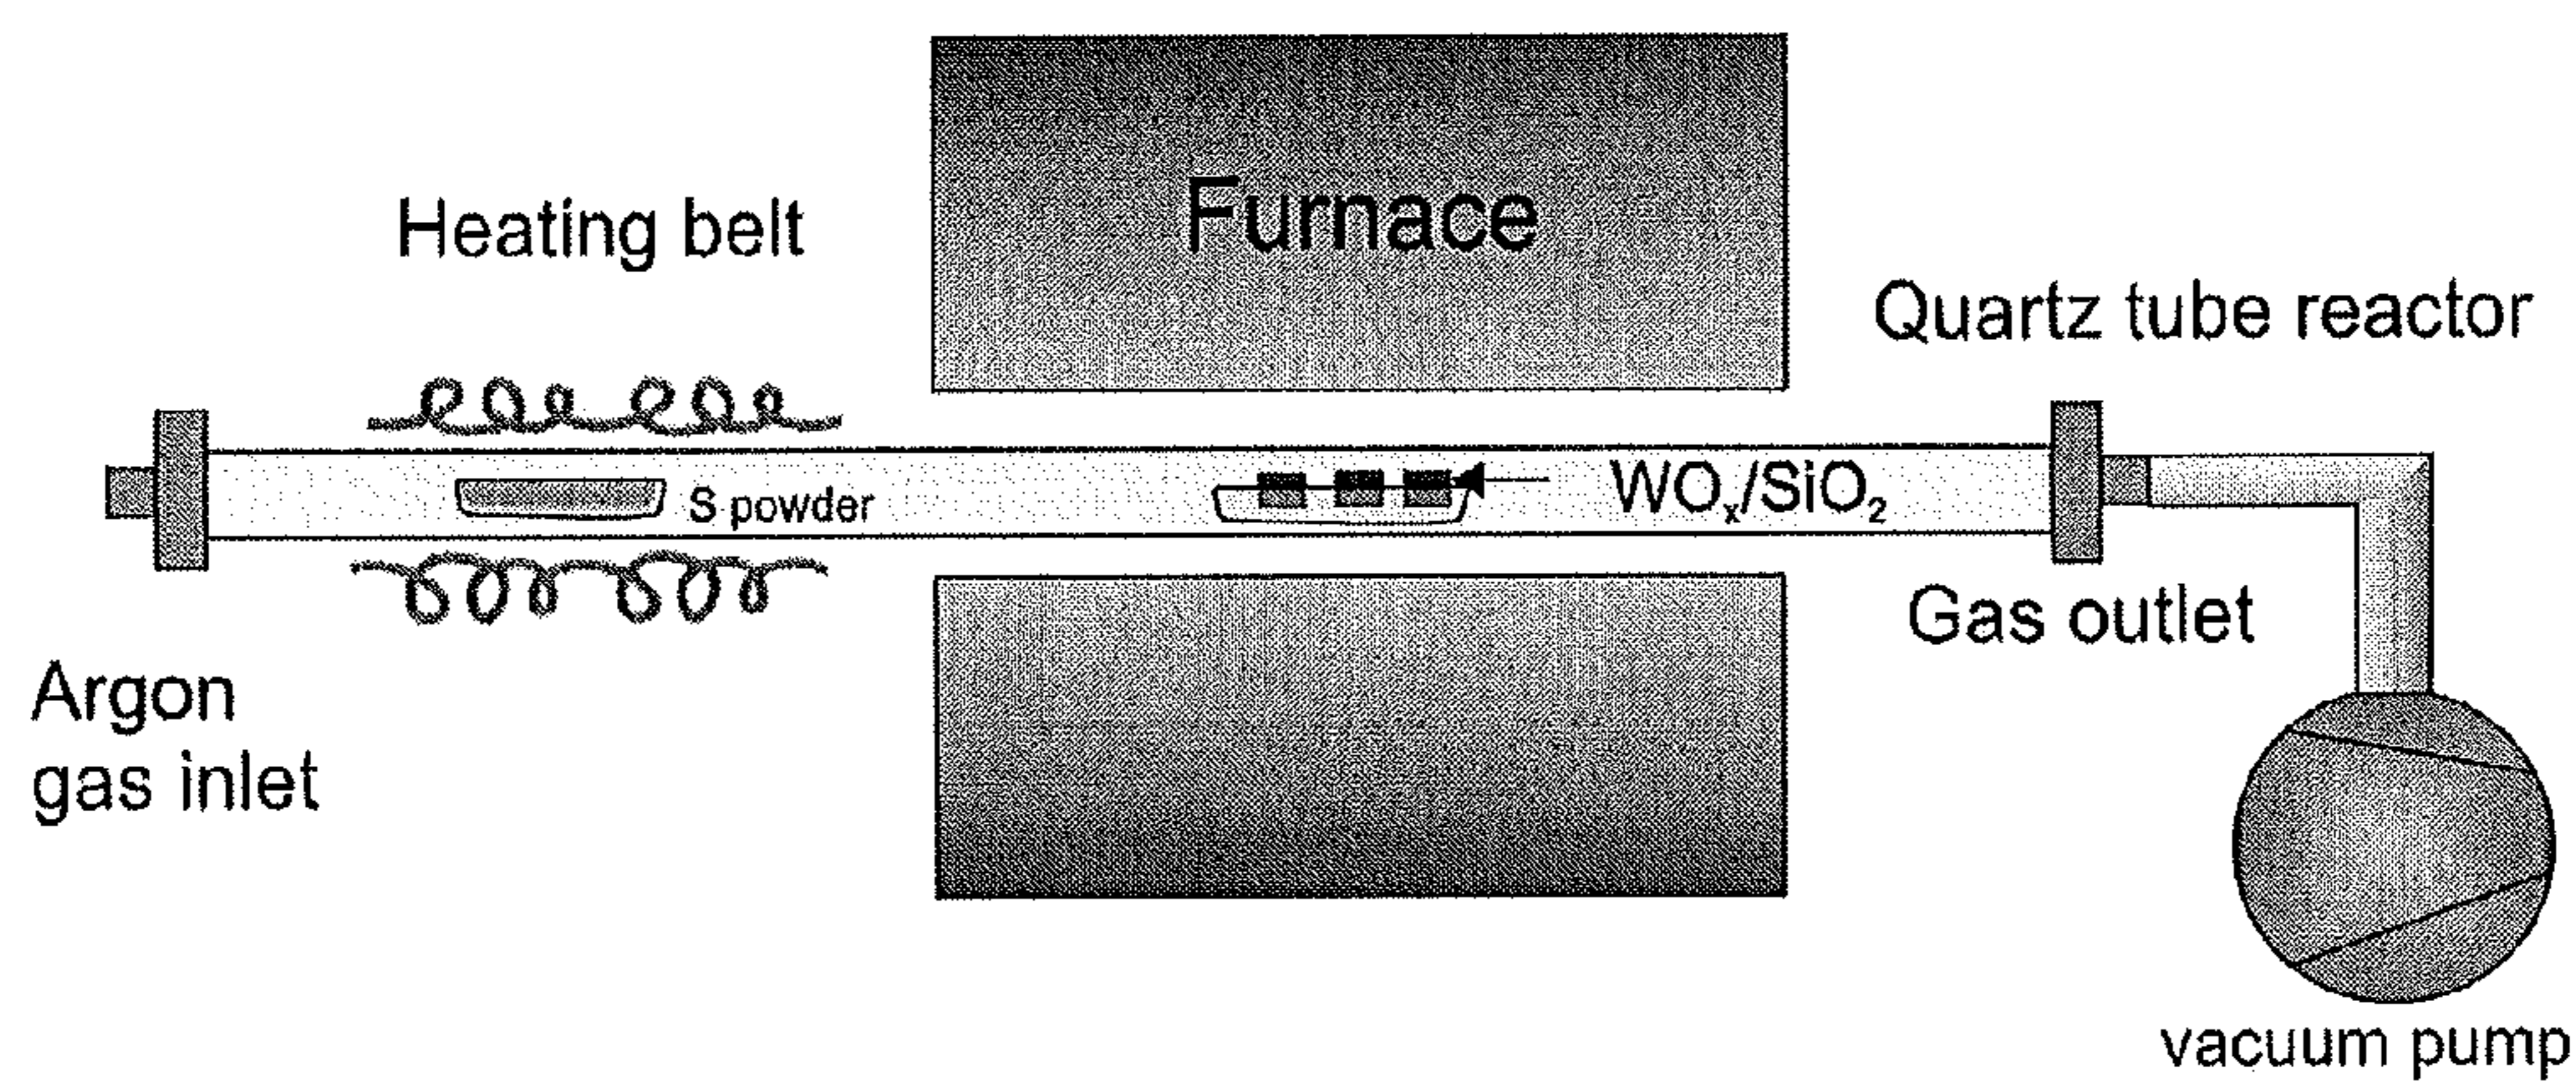 Furnace
Heating belt
Quartz tube reactor
S powder
WOₓ/SiO₂
Gas outlet
Argon
gas inlet
vacuum pump